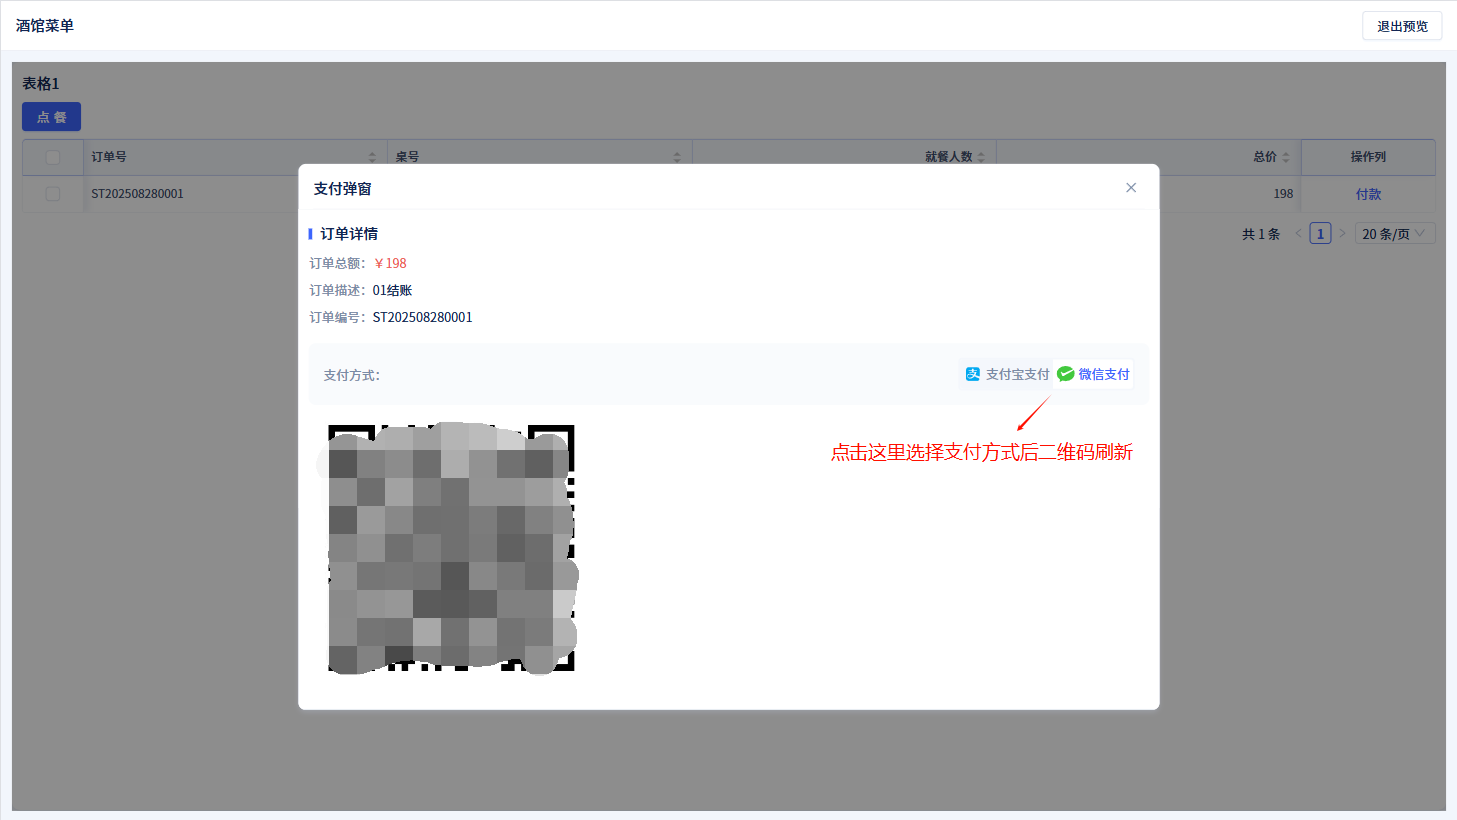 酒馆菜单
退出预览
表格1
点 餐
订单号 桌号 就餐人数 总价 操作列
ST202508280001 198 付款
共 1 条 1 20 条/页
支付弹窗
订单详情
订单总额：￥198
订单描述：01结账
订单编号：ST202508280001
支付方式：
支付宝支付 微信支付
点击这里选择支付方式后二维码刷新